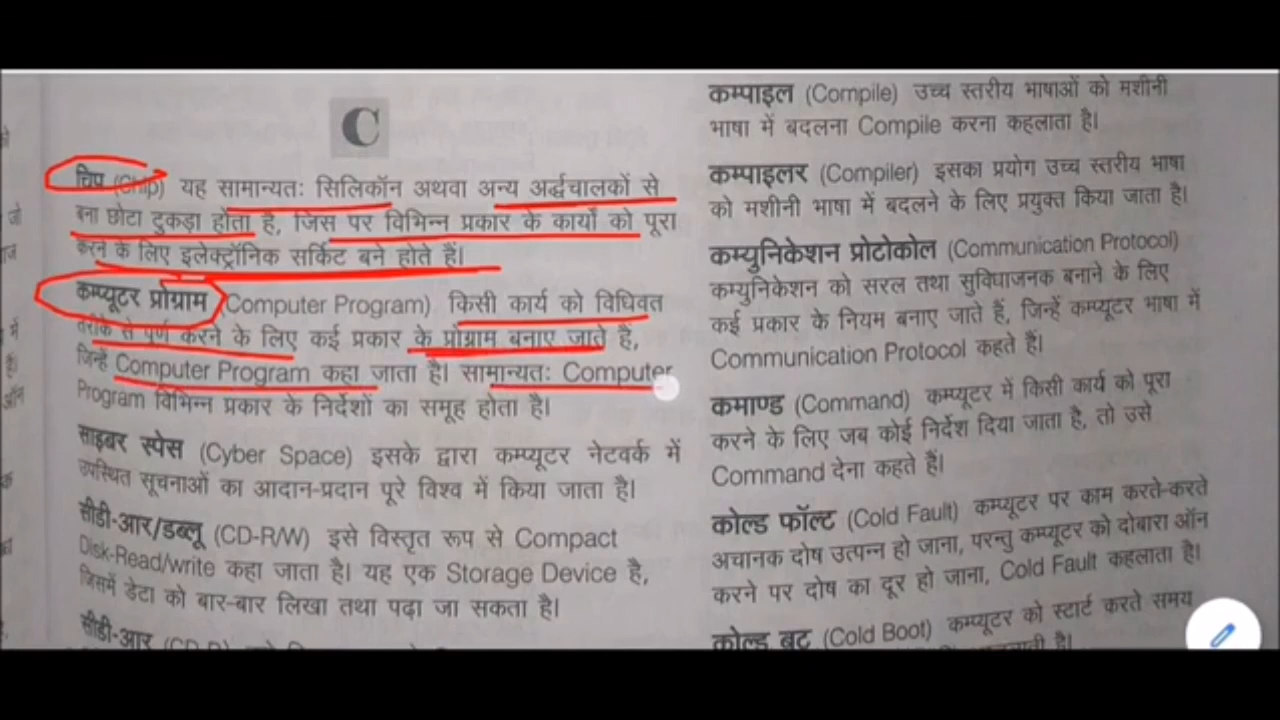 C
चिप (Chip) यह सामान्यतः सिलिकॉन अथवा अन्य अर्द्धचालकों से
बना छोटा टुकड़ा होता है, जिस पर विभिन्न प्रकार के कार्यों को पूरा
करने के लिए इलेक्ट्रॉनिक सर्किट बने होते हैं।
कम्प्यूटर प्रोग्राम (Computer Program) किसी कार्य को विधिवत
तरीके से पूर्ण करने के लिए कई प्रकार के प्रोग्राम बनाए जाते हैं,
जिन्हें Computer Program कहा जाता है। सामान्यतः Computer
Program विभिन्न प्रकार के निर्देशों का समूह होता है।
साइबर स्पेस (Cyber Space) इसके द्वारा कम्प्यूटर नेटवर्क में
उपस्थित सूचनाओं का आदान-प्रदान पूरे विश्व में किया जाता है।
सीडी-आर/डब्लू (CD-R/W) इसे विस्तृत रूप से Compact
Disk-Read/write कहा जाता है। यह एक Storage Device है,
जिसमें डेटा को बार-बार लिखा तथा पढ़ा जा सकता है।
सीडी-आर
कम्पाइल (Compile) उच्च स्तरीय भाषाओं को मशीनी
भाषा में बदलना Compile करना कहलाता है।
कम्पाइलर (Compiler) इसका प्रयोग उच्च स्तरीय भाषा
को मशीनी भाषा में बदलने के लिए प्रयुक्त किया जाता है।
कम्युनिकेशन प्रोटोकोल (Communication Protocol)
कम्युनिकेशन को सरल तथा सुविधाजनक बनाने के लिए
कई प्रकार के नियम बनाए जाते हैं, जिन्हें कम्प्यूटर भाषा में
Communication Protocol कहते हैं।
कमाण्ड (Command) कम्प्यूटर में किसी कार्य को पूरा
करने के लिए जब कोई निर्देश दिया जाता है, तो उसे
Command देना कहते हैं।
कोल्ड फॉल्ट (Cold Fault) कम्प्यूटर पर काम करते-करते
अचानक दोष उत्पन्न हो जाना, परन्तु कम्प्यूटर को दोबारा ऑन
करने पर दोष का दूर हो जाना, Cold Fault कहलाता है।
कोल्ड बूट (Cold Boot) कम्प्यूटर को स्टार्ट करते समय